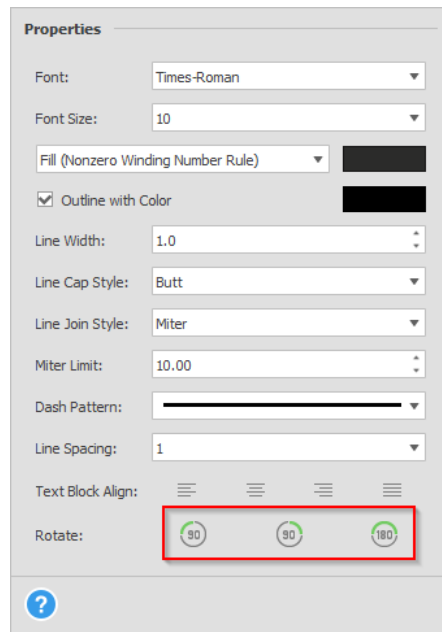 Properties
Font: Times-Roman
Font Size: 10
Fill (Nonzero Winding Number Rule)
Outline with Color
Line Width: 1.0
Line Cap Style: Butt
Line Join Style: Miter
Miter Limit: 10.00
Dash Pattern:
Line Spacing: 1
Text Block Align:
Rotate: 90 90 180
?